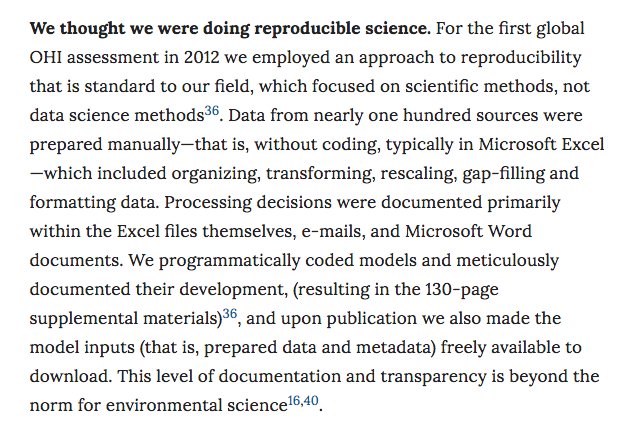 We thought we were doing reproducible science. For the first global
OHI assessment in 2012 we employed an approach to reproducibility
that is standard to our field, which focused on scientific methods, not
data science methods36. Data from nearly one hundred sources were
prepared manually—that is, without coding, typically in Microsoft Excel
—which included organizing, transforming, rescaling, gap-filling and
formatting data. Processing decisions were documented primarily
within the Excel files themselves, e-mails, and Microsoft Word
documents. We programmatically coded models and meticulously
documented their development, (resulting in the 130-page
supplemental materials)36, and upon publication we also made the
model inputs (that is, prepared data and metadata) freely available to
download. This level of documentation and transparency is beyond the
norm for environmental science16,40.